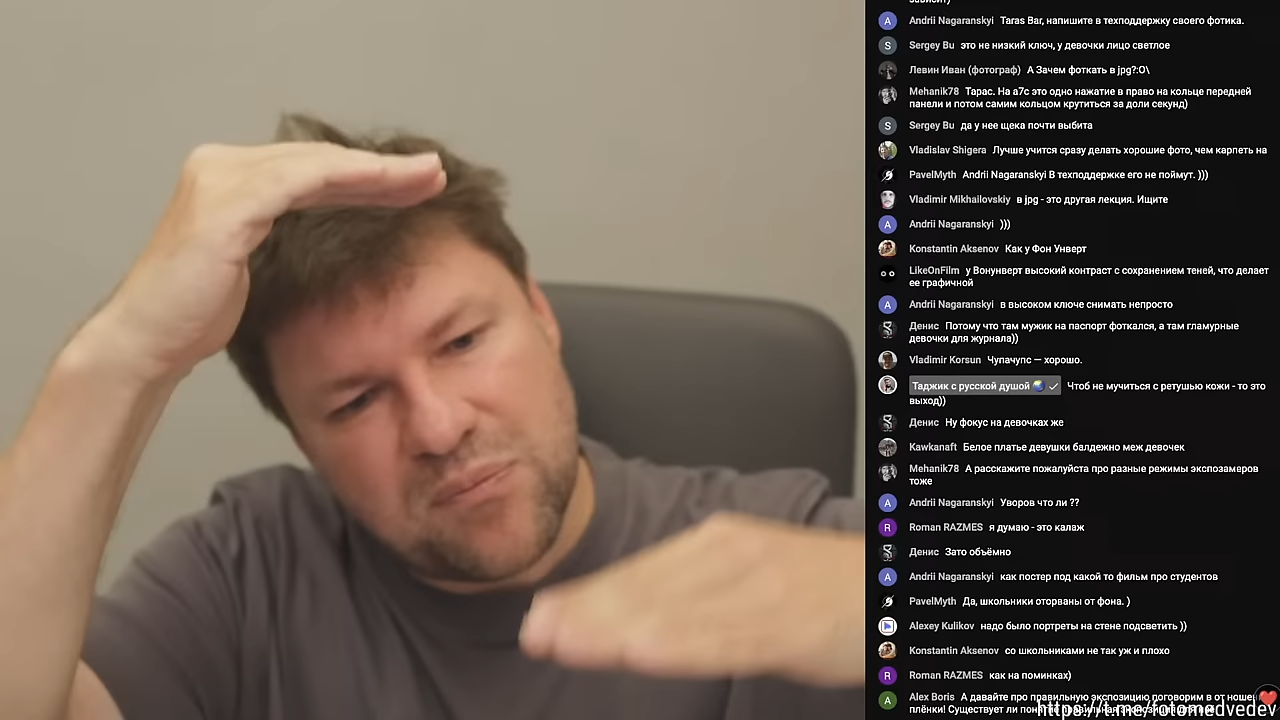 зависит)
A Andrii Nagaranskyi Taras Bar, напишите в техподдержку своего фотика.
S Sergey Bu это не низкий ключ, у девочки лицо светлое
Левин Иван (фотограф) А Зачем фоткать в jpg?:O\
Mehanik78 Тарас. На а7с это одно нажатие в право на кольце передней
панели и потом самим кольцом крутиться за доли секунд)
S Sergey Bu да у нее щека почти выбита
Vladislav Shigera Лучше учится сразу делать хорошие фото, чем карпеть на
PavelMyth Andrii Nagaranskyi В техподдержке его не поймут. )))
Vladimir Mikhailovskiy в jpg - это другая лекция. Ищите
A Andrii Nagaranskyi )))
Konstantin Aksenov Как у Фон Унверт
LikeOnFilm у Вонунверт высокий контраст с сохранением теней, что делает
ее графичной
A Andrii Nagaranskyi в высоком ключе снимать непросто
Денис Потому что там мужик на паспорт фоткался, а там гламурные
девочки для журнала))
Vladimir Korsun Чупачупс — хорошо.
Таджик с русской душой 🌏 ✓ Чтоб не мучиться с ретушью кожи - то это
выход))
Денис Ну фокус на девочках же
Kawkanaft Белое платье девушки балдежно меж девочек
Mehanik78 А расскажите пожалуйста про разные режимы экспозамеров
тоже
A Andrii Nagaranskyi Уворов что ли ??
R Roman RAZMES я думаю - это калаж
Денис Зато объёмно
A Andrii Nagaranskyi как постер под какой то фильм про студентов
PavelMyth Да, школьники оторваны от фона. )
Alexey Kulikov надо было портреты на стене подсветить ))
Konstantin Aksenov со школьниками не так уж и плохо
R Roman RAZMES как на поминках)
A Alex Boris А давайте про правильную экспозицию поговорим в от
плёнки! Существует ли
https://t.me/fotomedvedev